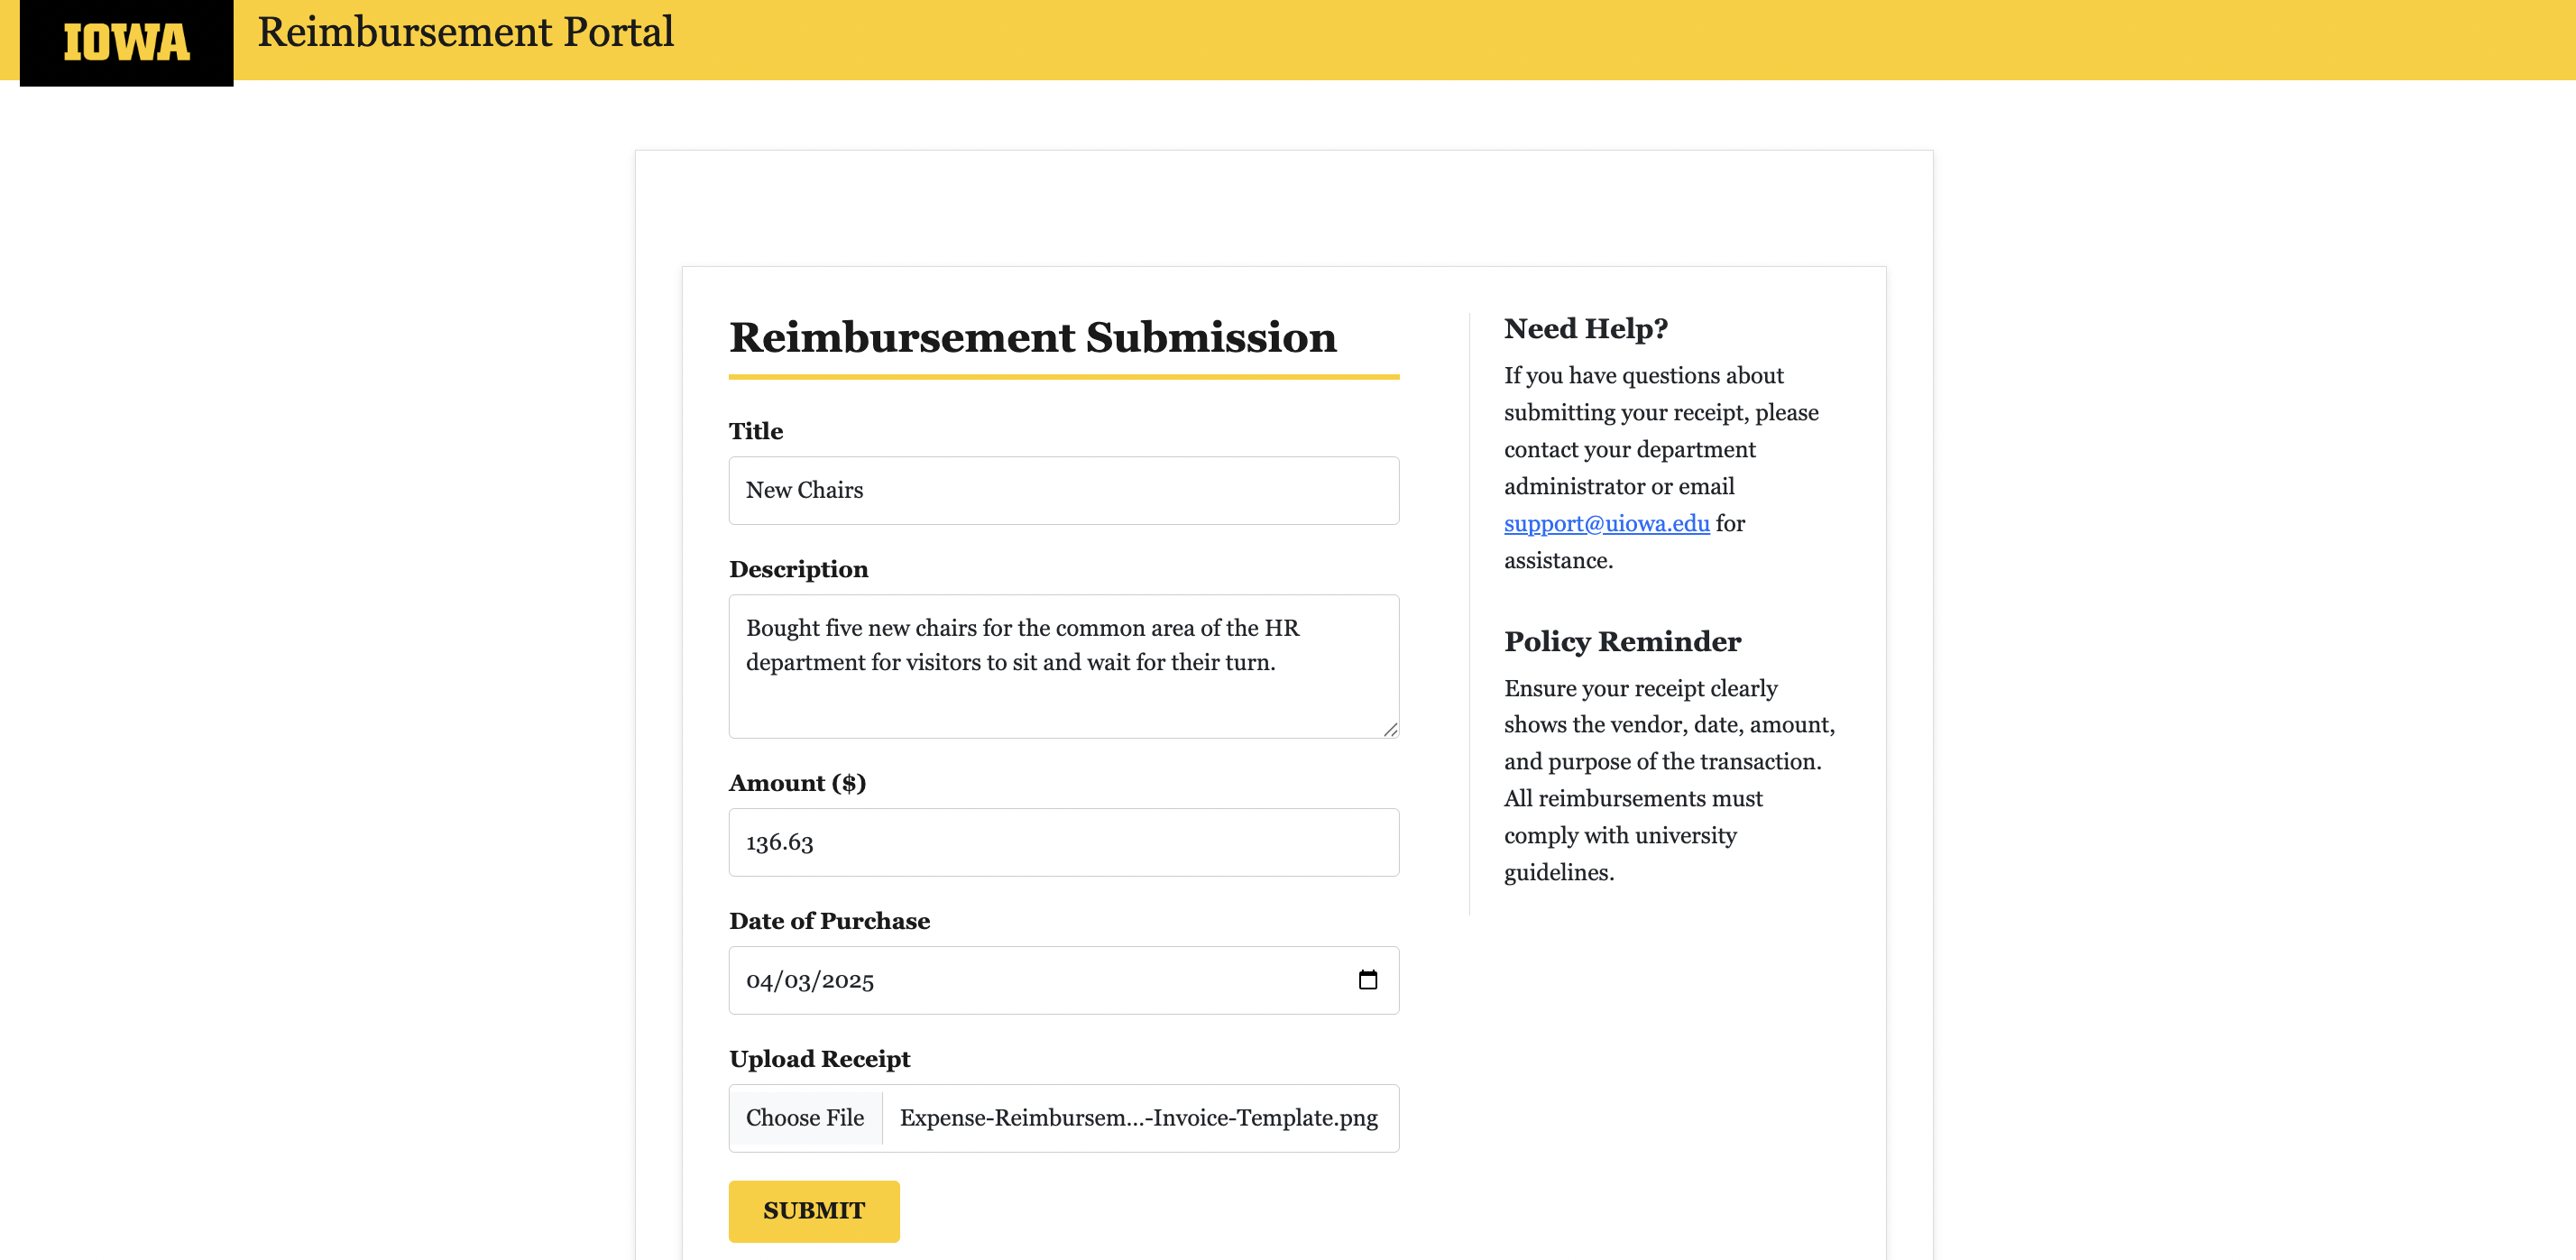 IOWA
Reimbursement Portal
Reimbursement Submission
Title
New Chairs
Description
Bought five new chairs for the common area of the HR
department for visitors to sit and wait for their turn.
Amount ($)
136.63
Date of Purchase
04/03/2025
Upload Receipt
Choose File Expense-Reimbursem...-Invoice-Template.png
SUBMIT
Need Help?
If you have questions about
submitting your receipt, please
contact your department
administrator or email
support@uiowa.edu for
assistance.
Policy Reminder
Ensure your receipt clearly
shows the vendor, date, amount,
and purpose of the transaction.
All reimbursements must
comply with university
guidelines.